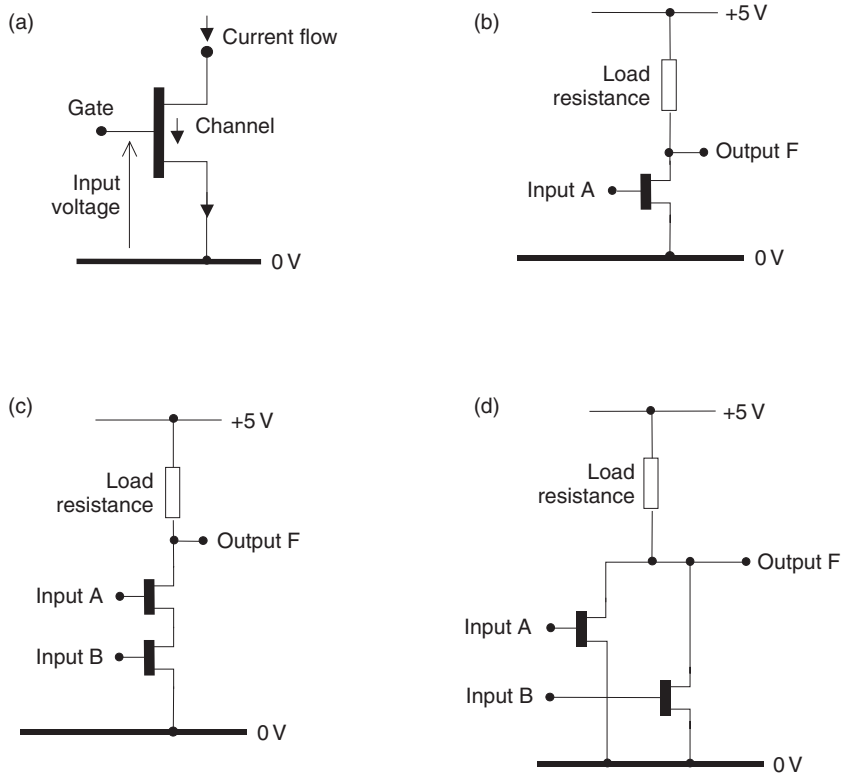 (a)
Current flow
Gate
Channel
Input
voltage
0 V
(b)
+5 V
Load
resistance
Output F
Input A
0 V
(c)
+5 V
Load
resistance
Output F
Input A
Input B
0 V
(d)
+5 V
Load
resistance
Output F
Input A
Input B
0 V